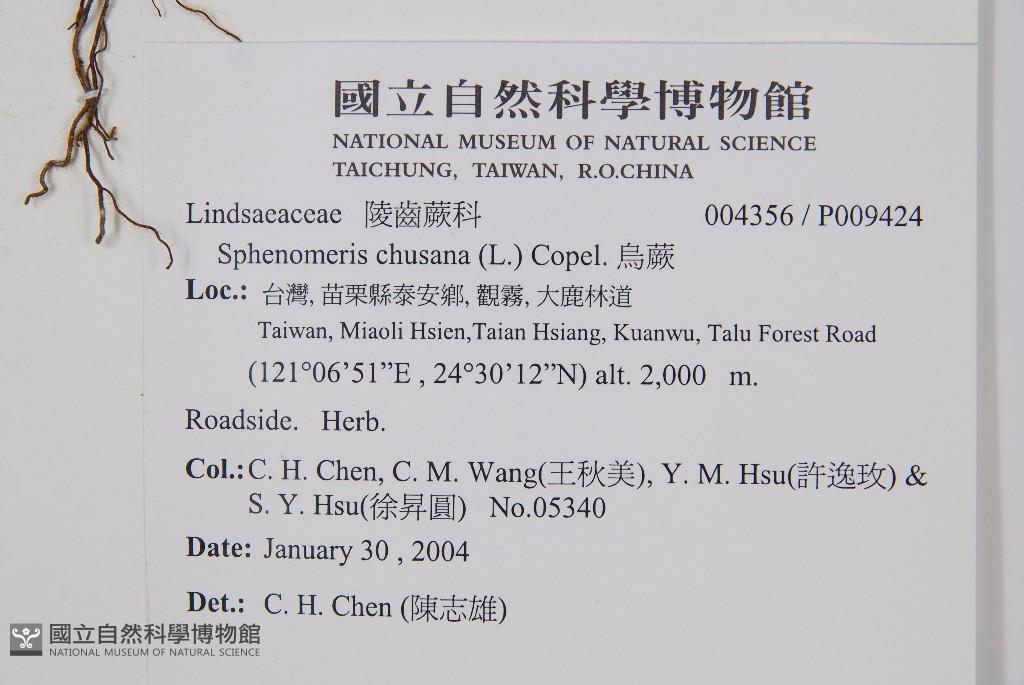 國立自然科學博物館
NATIONAL MUSEUM OF NATURAL SCIENCE
TAICHUNG, TAIWAN, R.O.CHINA
Lindsaeaceae 陵齒蕨科 004356 / P009424
Sphenomeris chusana (L.) Copel. 烏蕨
Loc.: 台灣, 苗栗縣泰安鄉, 觀霧, 大鹿林道
Taiwan, Miaoli Hsien,Taian Hsiang, Kuanwu, Talu Forest Road
(121°06’51”E , 24°30’12”N) alt. 2,000 m.
Roadside. Herb.
Col.: C. H. Chen, C. M. Wang(王秋美), Y. M. Hsu(許逸玫) &
S. Y. Hsu(徐昇圓) No.05340
Date: January 30 , 2004
Det.: C. H. Chen (陳志雄)
國立自然科學博物館
NATIONAL MUSEUM OF NATURAL SCIENCE